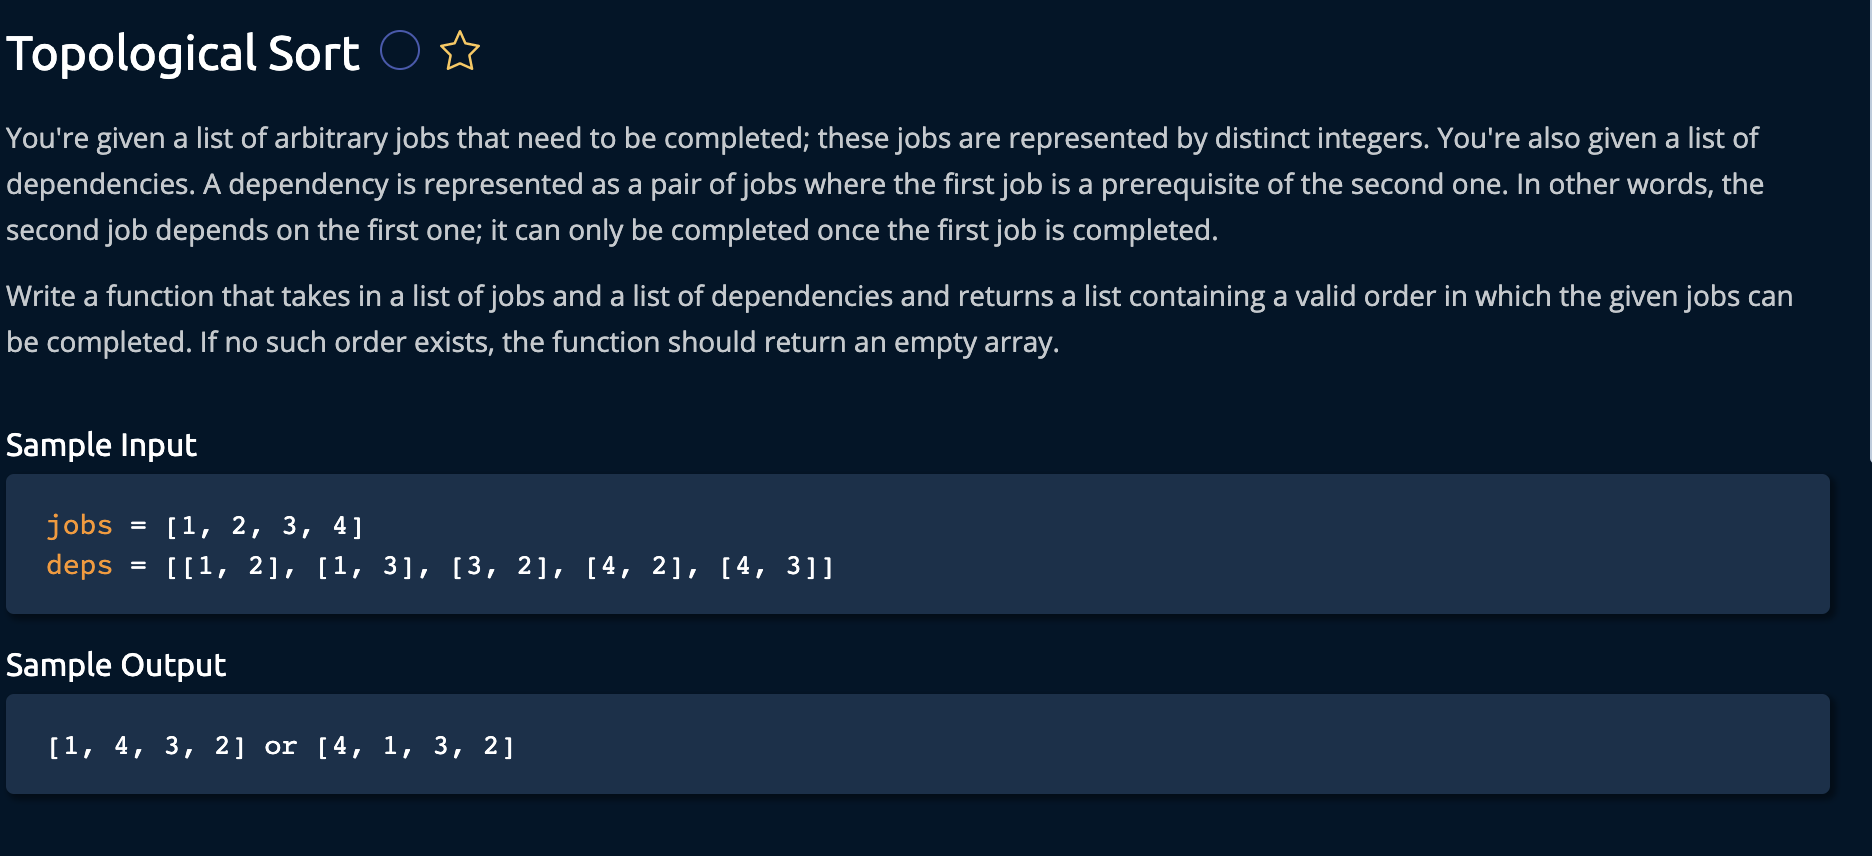 Topological Sort
You're given a list of arbitrary jobs that need to be completed; these jobs are represented by distinct integers. You're also given a list of
dependencies. A dependency is represented as a pair of jobs where the first job is a prerequisite of the second one. In other words, the
second job depends on the first one; it can only be completed once the first job is completed.
Write a function that takes in a list of jobs and a list of dependencies and returns a list containing a valid order in which the given jobs can
be completed. If no such order exists, the function should return an empty array.
Sample Input
jobs = [1, 2, 3, 4]
deps = [[1, 2], [1, 3], [3, 2], [4, 2], [4, 3]]
Sample Output
[1, 4, 3, 2] or [4, 1, 3, 2]